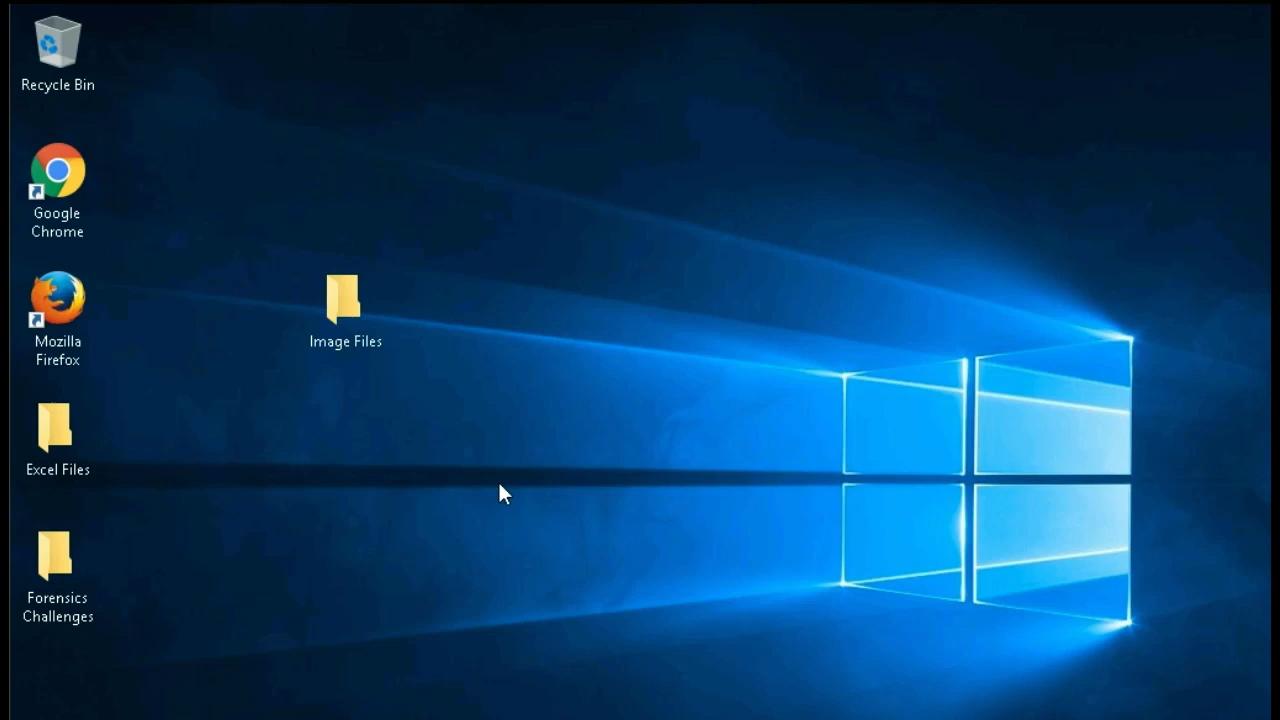 Recycle Bin
Google
Chrome
Mozilla
Firefox
Image Files
Excel Files
Forensics
Challenges